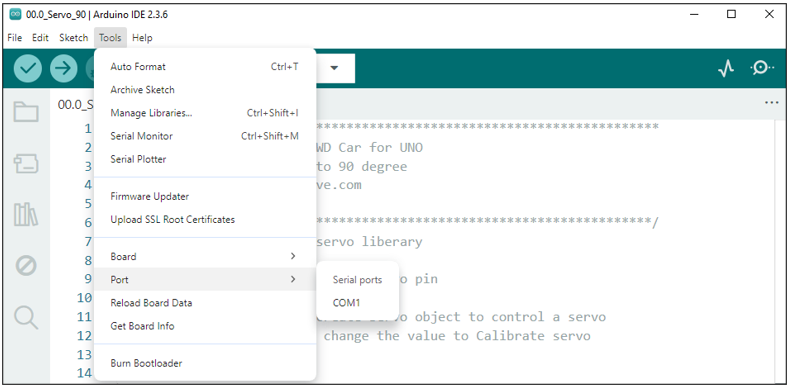 00.0_Servo_90 | Arduino IDE 2.3.6
File Edit Sketch Tools Help
Auto Format Ctrl+T
Archive Sketch
Manage Libraries... Ctrl+Shift+I
Serial Monitor Ctrl+Shift+M
Serial Plotter
Firmware Updater
Upload SSL Root Certificates
Board
Port
Reload Board Data
Get Board Info
Burn Bootloader
Serial ports
COM1
00.0_S
1 *******************************************
2 WD Car for UNO
3 to 90 degree
4 ve.com
5
6 ******************************************/
7 servo liberary
8
9 vo pin
10
11 servo object to control a servo
12 change the value to Calibrate servo
13
14